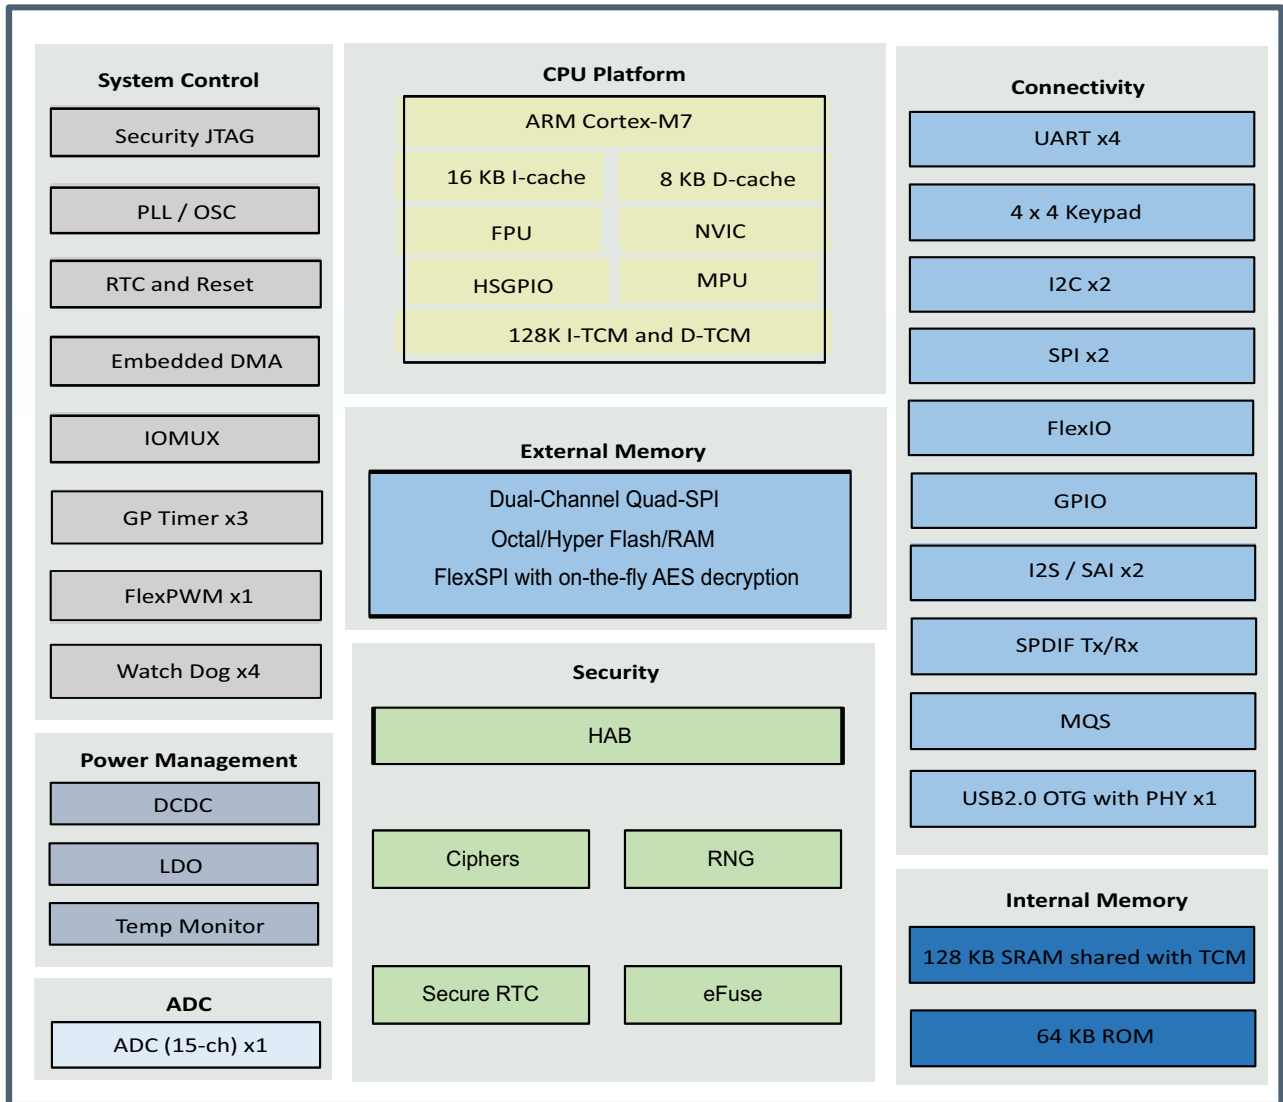 System Control
Security JTAG
PLL / OSC
RTC and Reset
Embedded DMA
IOMUX
GP Timer x3
FlexPWM x1
Watch Dog x4
Power Management
DCDC
LDO
Temp Monitor
ADC
ADC (15-ch) x1
CPU Platform
ARM Cortex-M7
16 KB I-cache
8 KB D-cache
FPU
NVIC
HSGPIO
MPU
128K I-TCM and D-TCM
External Memory
Dual-Channel Quad-SPI
Octal/Hyper Flash/RAM
FlexSPI with on-the-fly AES decryption
Security
HAB
Ciphers
RNG
Secure RTC
eFuse
Connectivity
UART x4
4 x 4 Keypad
I2C x2
SPI x2
FlexIO
GPIO
I2S / SAI x2
SPDIF Tx/Rx
MQS
USB2.0 OTG with PHY x1
Internal Memory
128 KB SRAM shared with TCM
64 KB ROM